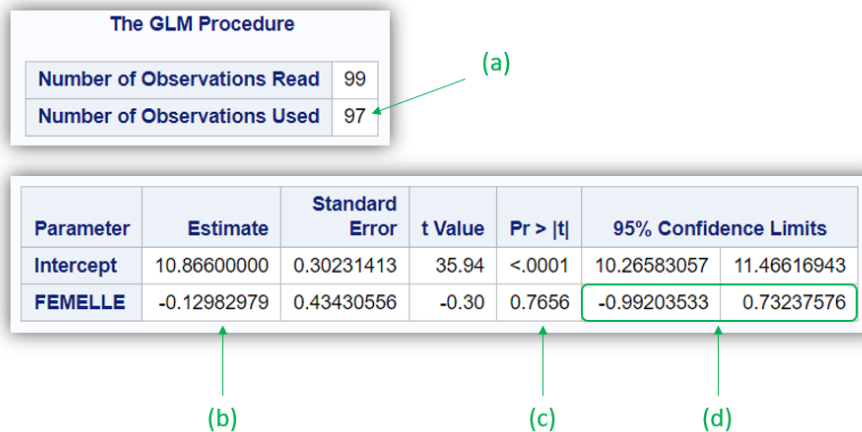 The GLM Procedure
Number of Observations Read 99
(a)
Number of Observations Used 97
Parameter Estimate Standard Error t Value Pr > |t| 95% Confidence Limits
Intercept 10.86600000 0.30231413 35.94 <.0001 10.26583057 11.46616943
FEMELLE -0.12982979 0.43430556 -0.30 0.7656 -0.99203533 0.73237576
(b) (c) (d)